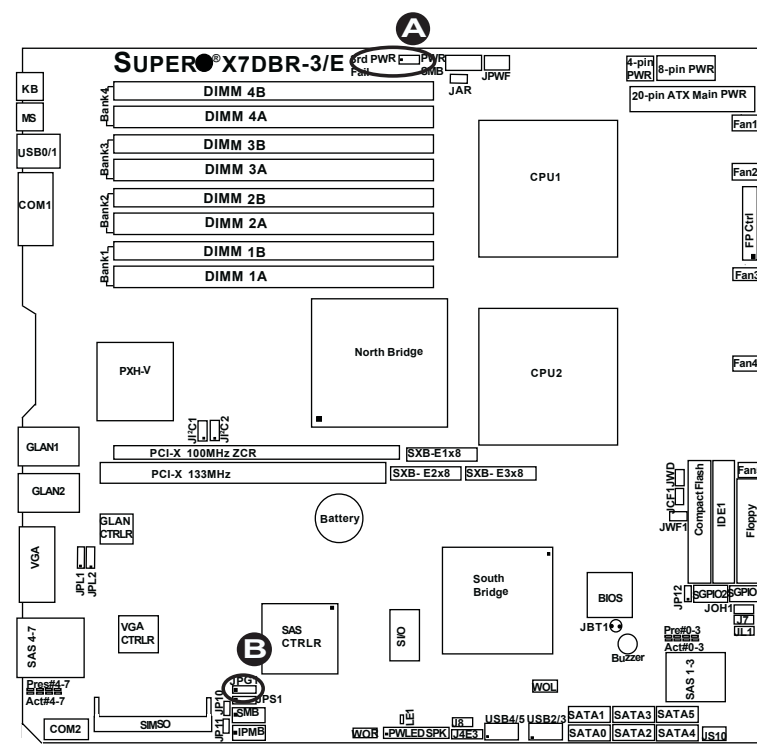 A
SUPER ® X7DBR-3/E
3rd PWR
Fail
PWR
SMB
JAR
JPWF
4-pin
PWR
8-pin PWR
20-pin ATX Main PWR
KB
MS
USB0/1
COM1
Bank4
DIMM 4B
DIMM 4A
Bank3
DIMM 3B
DIMM 3A
Bank2
DIMM 2B
DIMM 2A
Bank1
DIMM 1B
DIMM 1A
CPU1
Fan1
Fan2
FP Ctrl
Fan3
North Bridge
PXH-V
CPU2
Fan4
JI²C1
JI²C2
GLAN1
PCI-X 100MHz ZCR
SXB-E1x8
PCI-X 133MHz
SXB- E2x8
SXB- E3x8
GLAN2
GLAN
CTRLR
Battery
JWD
JCF1
JWF1
CompactFlash
IDE1
Floppy
VGA
JPL1
JPL2
South
Bridge
BIOS
JP12
SGPIO2
SGPIO
JOH1
J7
JL1
JBT1
Buzzer
VGA
CTRLR
SAS
CTRLR
SIIO
SAS 4-7
Pre#0-3
Act#0-3
SAS 1-3
B
JPG1
JPS1
Pres#4-7
Act#4-7
JP10
JP11
SMB
IPMB
WOL
COM2
SIMSO
WOR
LE1
PWLED SPK
I8
J4E3
USB4/5
USB2/3
SATA1
SATA3
SATA5
SATA0
SATA2
SATA4
JS10